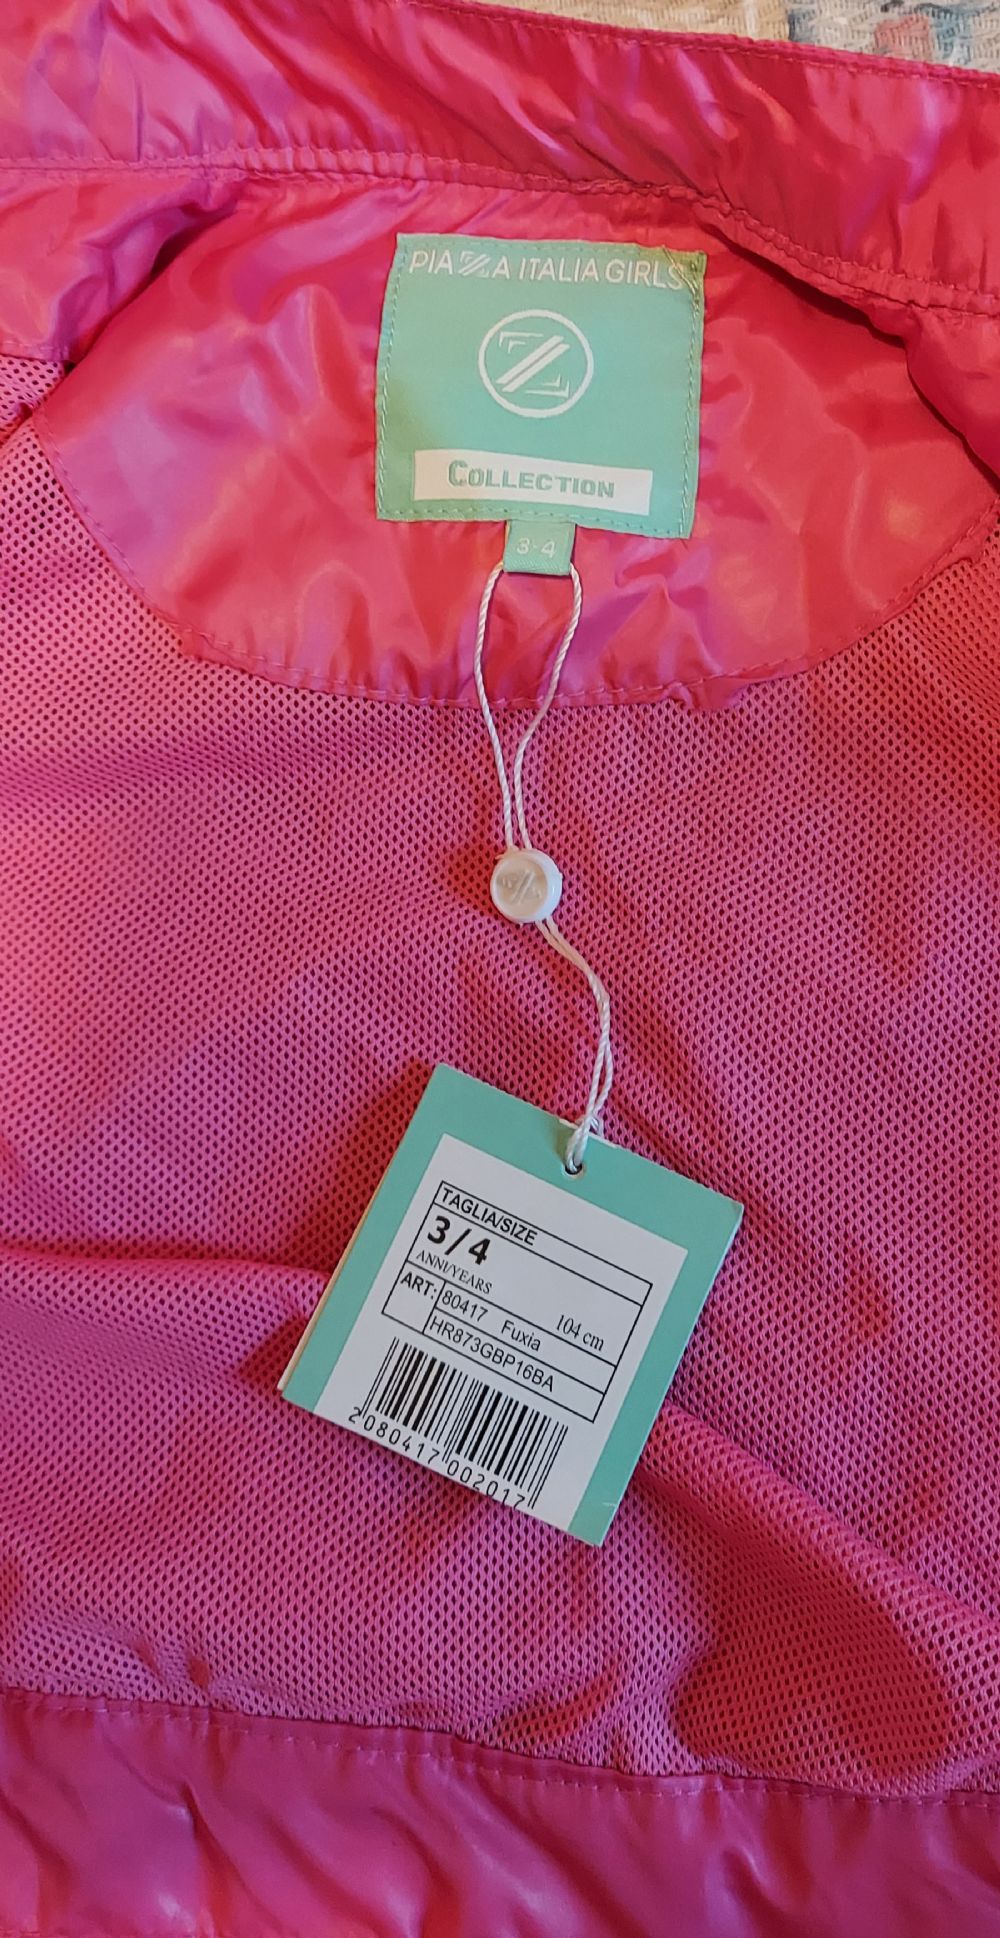 PIAZZA ITALIA GIRLS
COLLECTION
3-4
TAGLIA/SIZE
3/4
ANNI/YEARS 104 cm
ART: 80417 Fuxia
HR873GBP16BA
2080417002017